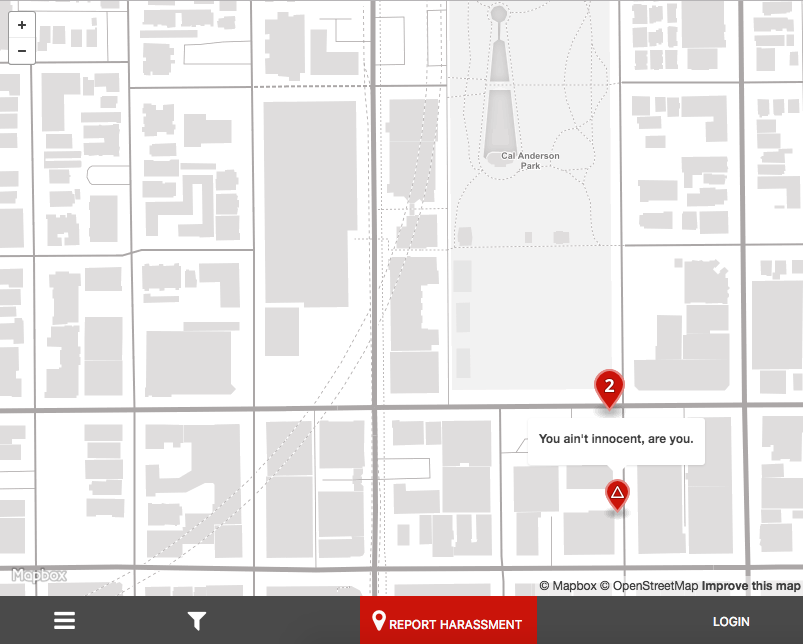 +
−
Cal Anderson
Park
2
You ain't innocent, are you.
Mapbox
© Mapbox © OpenStreetMap Improve this map
REPORT HARASSMENT
LOGIN